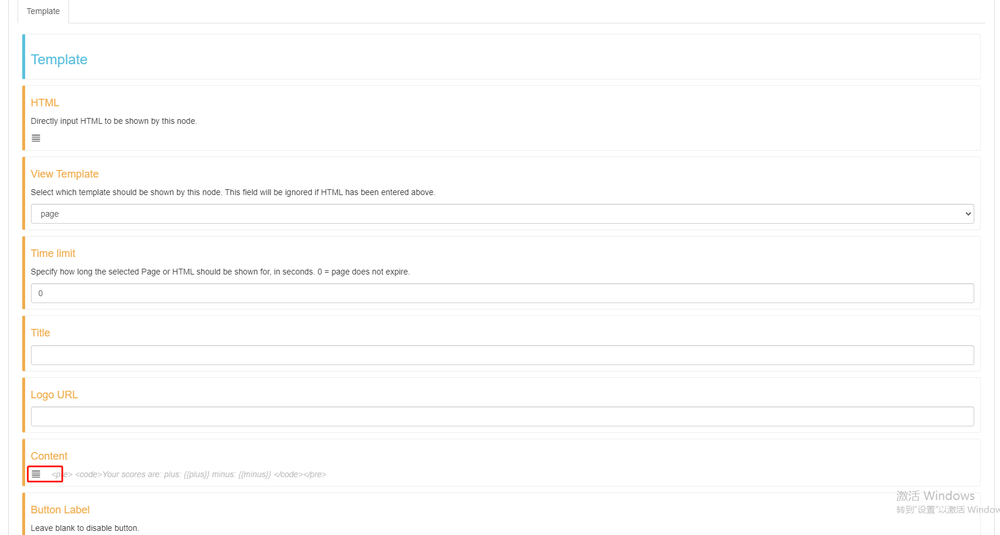 Template
Template
HTML
Directly input HTML to be shown by this node.
View Template
Select which template should be shown by this node. This field will be ignored if HTML has been entered above.
page
Time limit
Specify how long the selected Page or HTML should be shown for, in seconds. 0 = page does not expire.
0
Title
Logo URL
Content
<pre> <code>Your scores are: plus: {{plus}} minus: {{minus}} </code></pre>
Button Label
Leave blank to disable button.
激活 Windows
转到"设置"以激活 Window